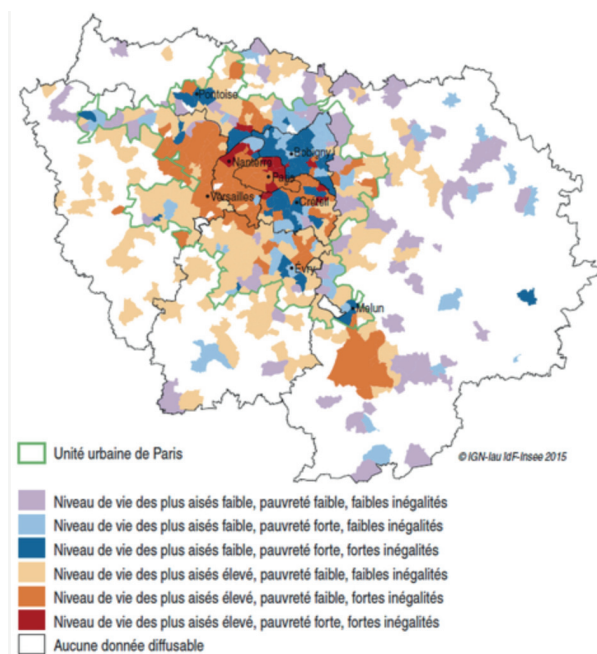 Pontoise
Bobigny
Nanterre
Paris
Versailles
Créteil
Évry
Melun
Unité urbaine de Paris
© IGN-Iau IdF-Insee 2015
Niveau de vie des plus aisés faible, pauvreté faible, faibles inégalités
Niveau de vie des plus aisés faible, pauvreté forte, faibles inégalités
Niveau de vie des plus aisés faible, pauvreté forte, fortes inégalités
Niveau de vie des plus aisés élevé, pauvreté faible, faibles inégalités
Niveau de vie des plus aisés élevé, pauvreté faible, fortes inégalités
Niveau de vie des plus aisés élevé, pauvreté forte, fortes inégalités
Aucune donnée diffusable